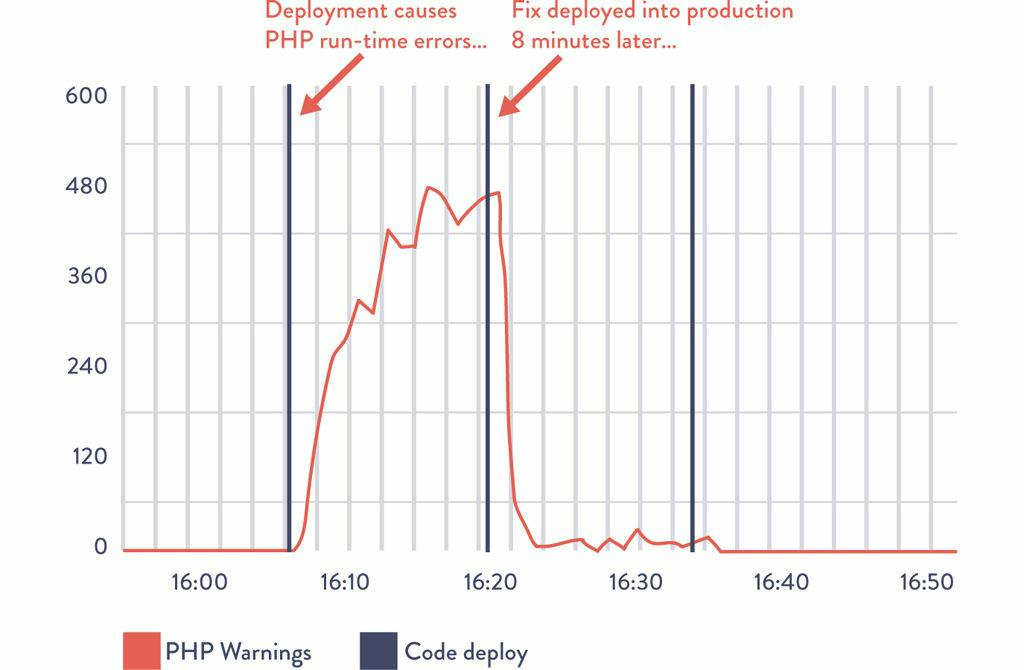 Deployment causes
PHP run-time errors...
Fix deployed into production
8 minutes later...
600
480
360
240
120
0
16:00
16:10
16:20
16:30
16:40
16:50
PHP Warnings
Code deploy